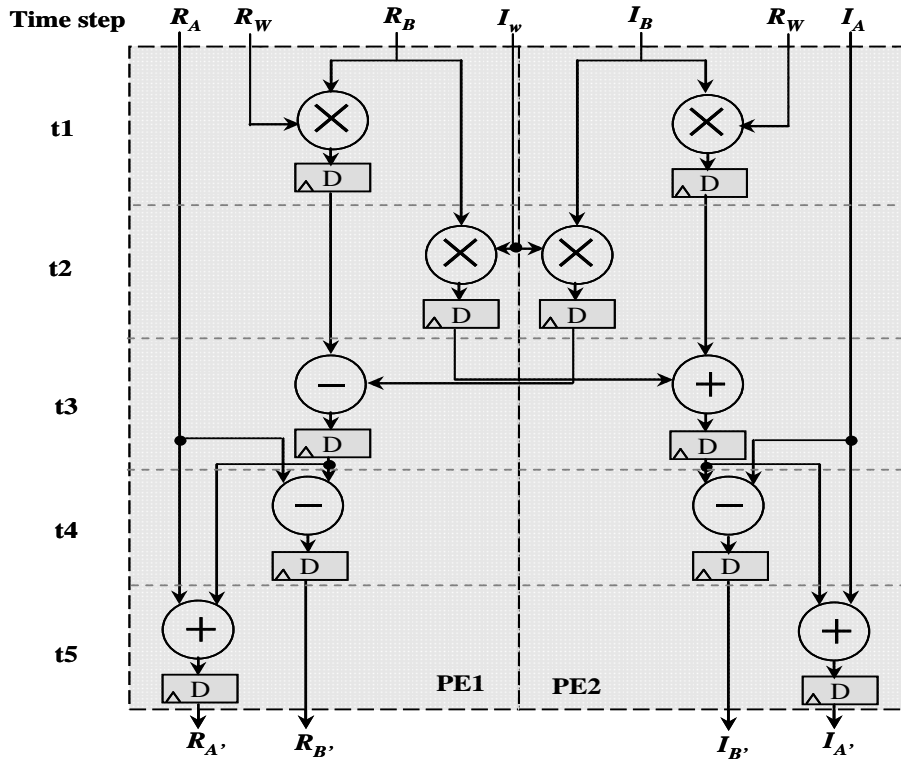 Time step R_A R_W R_B I_w I_B R_W I_A
t1
D D
t2
D D
t3
D D
t4
D D
t5
PE1 PE2
D D
R_A' R_B' I_B' I_A'